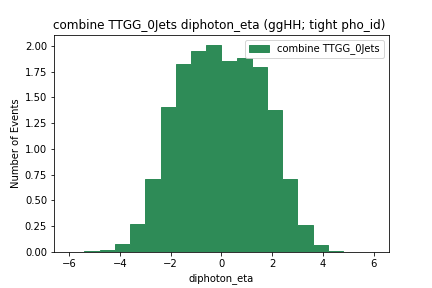 combine TTGG_0Jets diphoton_eta (ggHH; tight pho_id)
combine TTGG_0Jets
2.00
1.75
1.50
1.25
1.00
0.75
0.50
0.25
0.00
Number of Events
−6 −4 −2 0 2 4 6
diphoton_eta